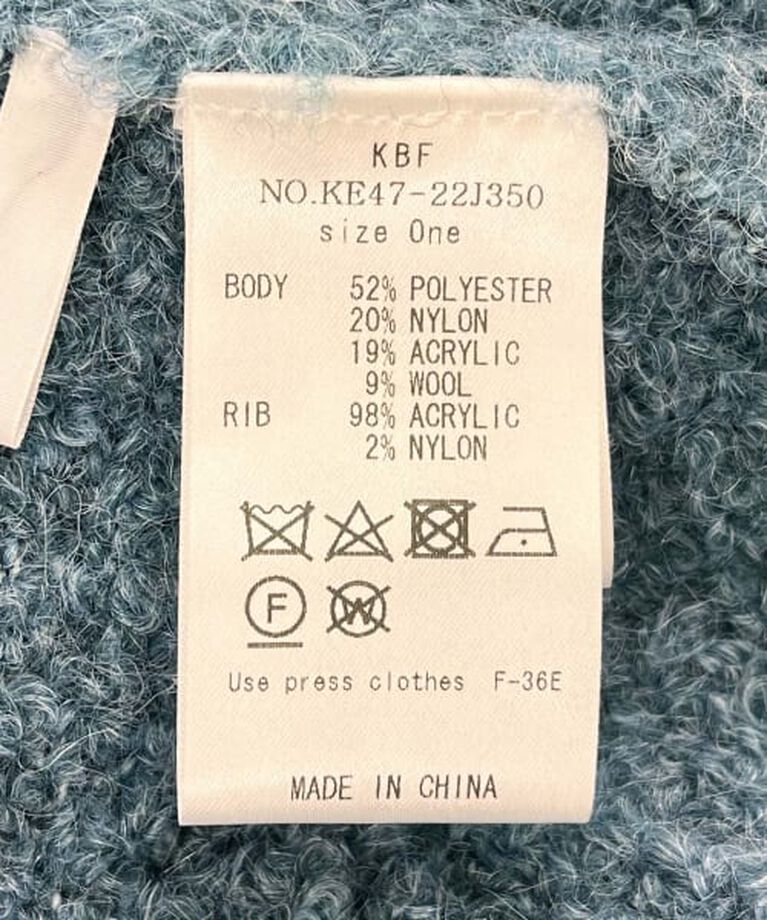 KBF
NO.KE47-22J350
size One
BODY 52% POLYESTER
20% NYLON
19% ACRYLIC
9% WOOL
RIB 98% ACRYLIC
2% NYLON
F W
Use press clothes F-36E
MADE IN CHINA